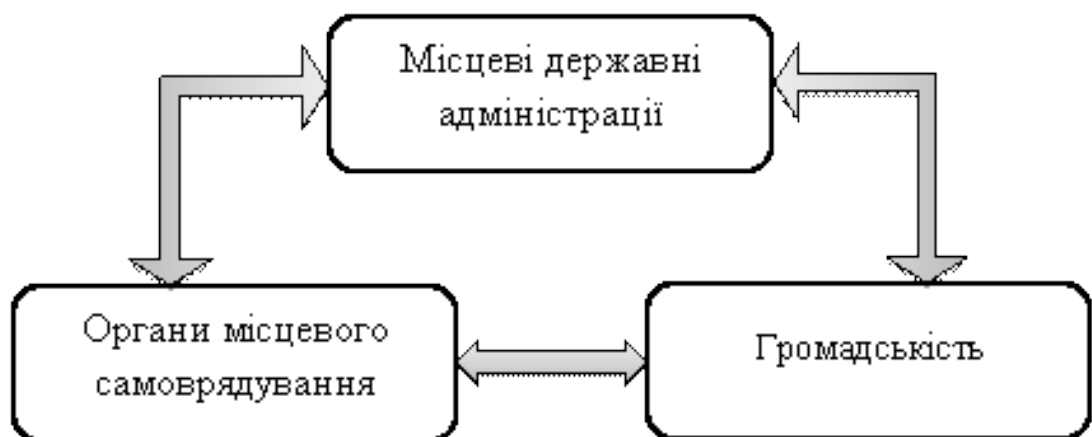 Місцеві державні
адміністрації
Органи місцевого
самоврядування
Громадськість